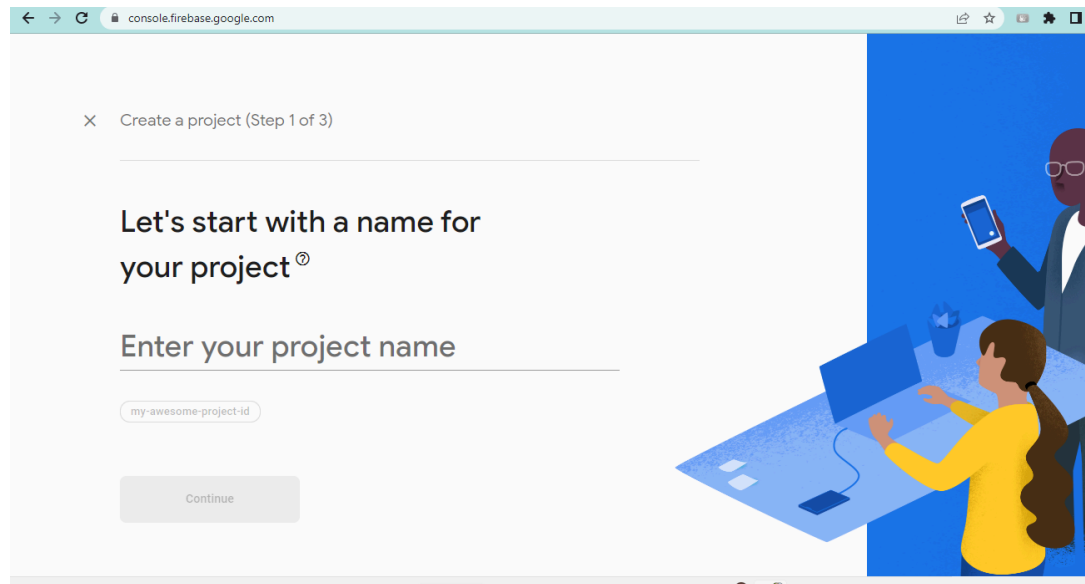 console.firebase.google.com
Create a project (Step 1 of 3)
Let's start with a name for
your project
Enter your project name
my-awesome-project-id
Continue